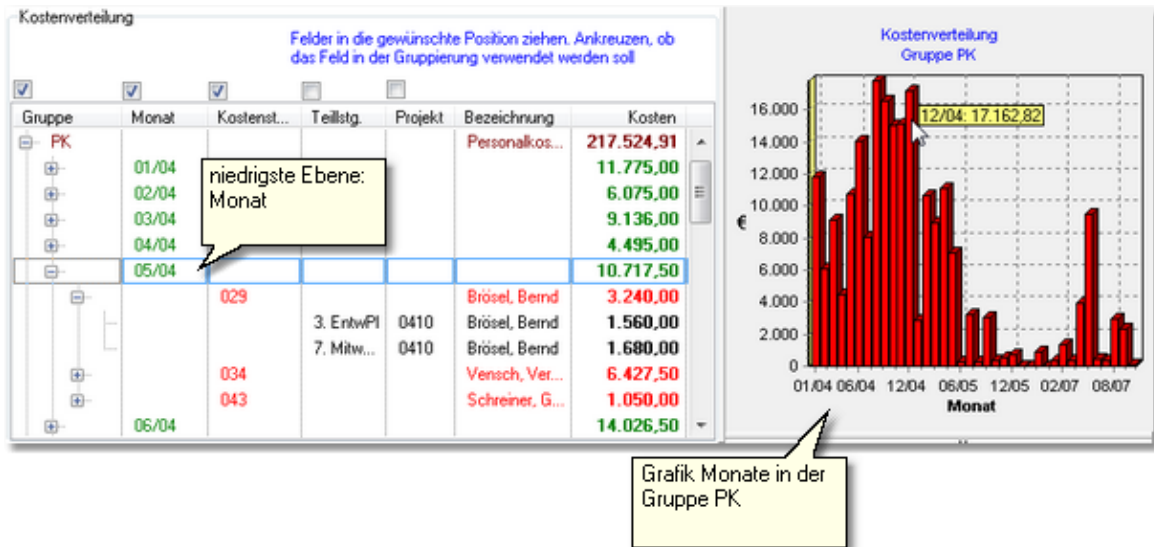 Kostenverteilung
Felder in die gewünschte Position ziehen. Ankreuzen, ob
das Feld in der Gruppierung verwendet werden soll
Gruppe Monat Kostenst... Teillstg. Projekt Bezeichnung Kosten
PK Personalkos... 217.524,91
01/04 11.775,00
02/04 6.075,00
03/04 9.136,00
04/04 4.495,00
05/04 10.717,50
029 Brösel, Bernd 3.240,00
3. EntwPl 0410 Brösel, Bernd 1.560,00
7. Mitw... 0410 Brösel, Bernd 1.680,00
034 Vensch, Ver... 6.427,50
043 Schreiner, G... 1.050,00
06/04 14.026,50
niedrigste Ebene:
Monat
Kostenverteilung
Gruppe PK
16.000
14.000
12.000
10.000
8.000
6.000
4.000
2.000
0
€
12/04: 17.162,82
01/04 06/04 12/04 06/05 12/05 02/07 08/07
Monat
Grafik Monate in der
Gruppe PK